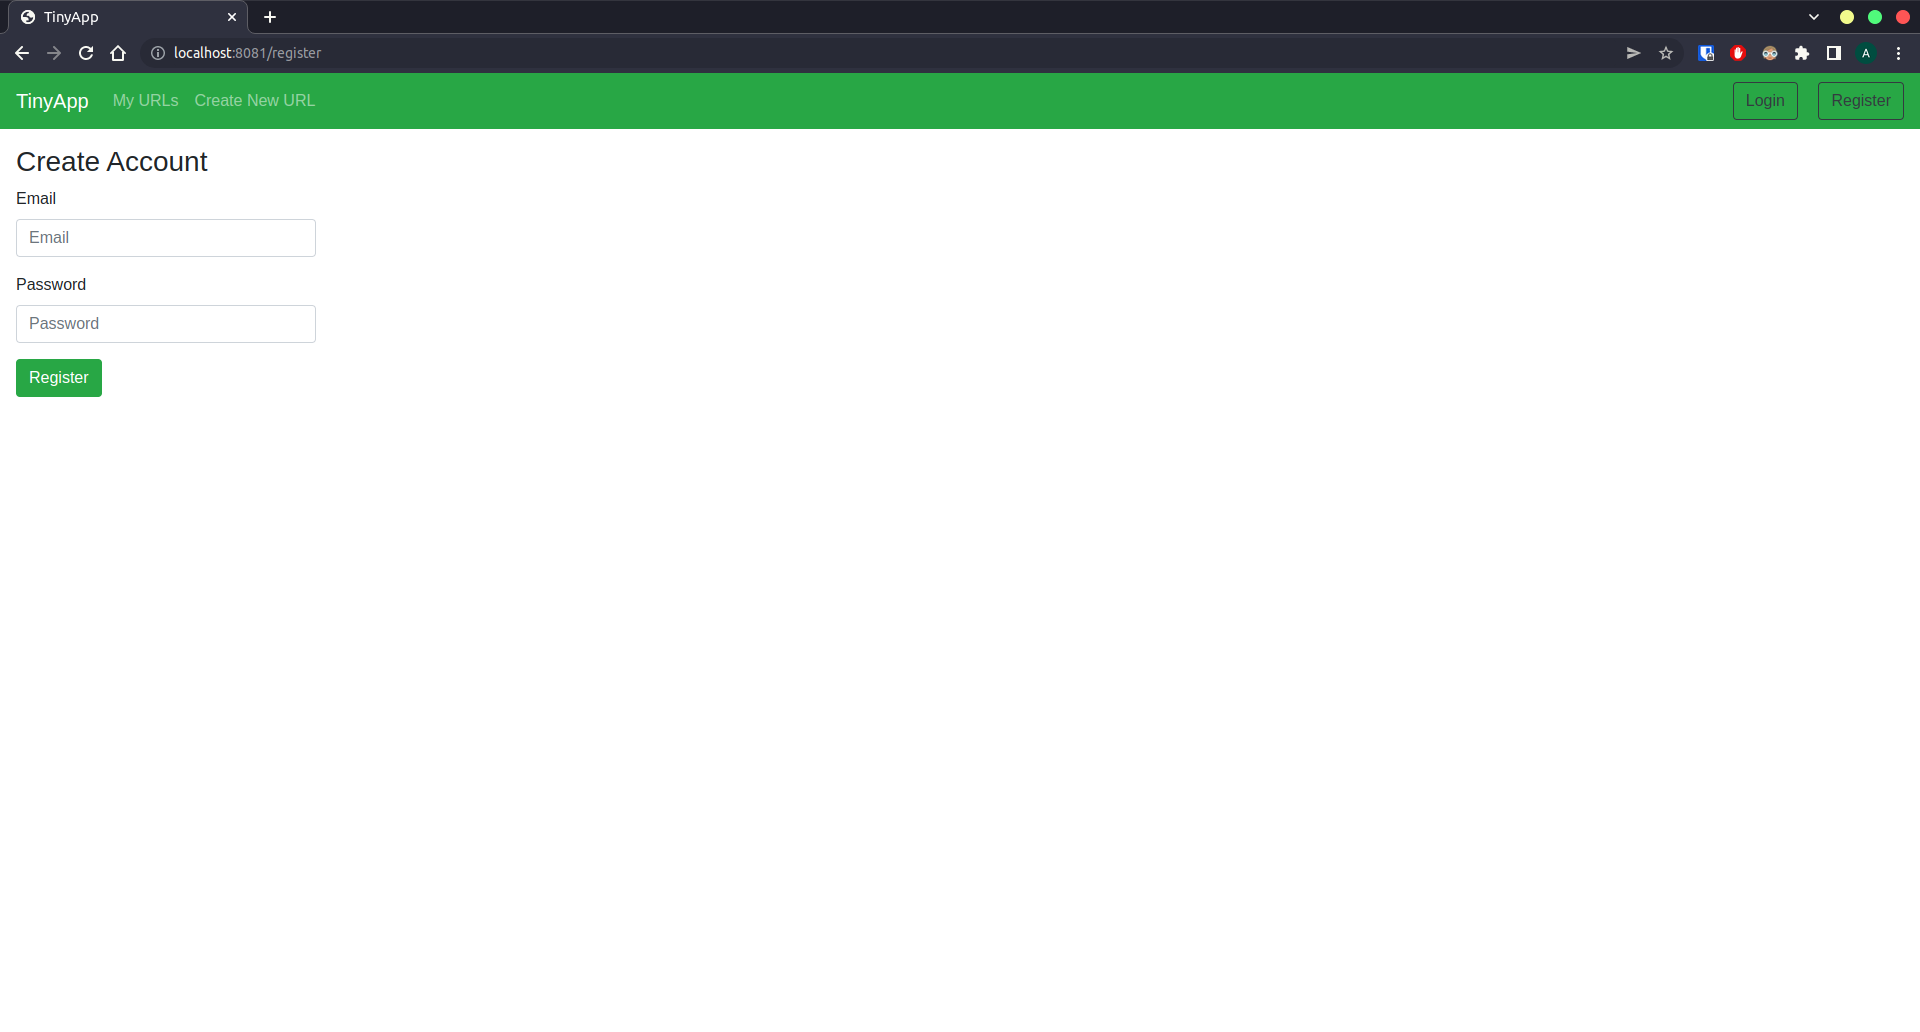 TinyApp
localhost:8081/register
A
TinyApp My URLs Create New URL Login Register
Create Account
Email
Email
Password
Password
Register